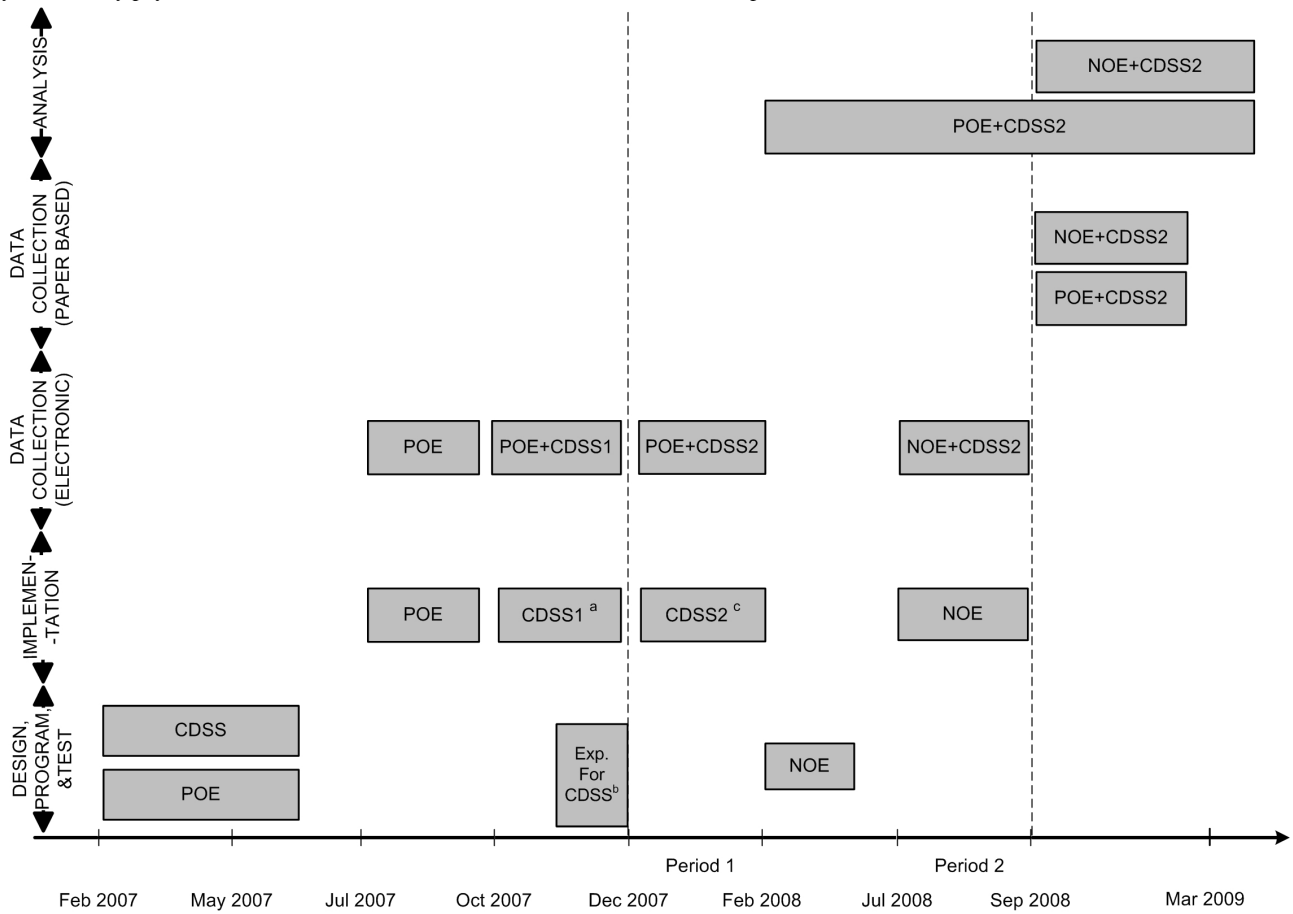 ANALYSIS
NOE+CDSS2
POE+CDSS2
DATA
COLLECTION
(PAPER BASED)
NOE+CDSS2
POE+CDSS2
DATA
COLLECTION
(ELECTRONIC)
POE
POE+CDSS1
POE+CDSS2
NOE+CDSS2
IMPLEMEN-
-TATION
POE
CDSS1 a
CDSS2 c
NOE
DESIGN,
PROGRAM,
&TEST
CDSS
POE
Exp.
For
CDSSb
NOE
Period 1
Period 2
Feb 2007
May 2007
Jul 2007
Oct 2007
Dec 2007
Feb 2008
Jul 2008
Sep 2008
Mar 2009